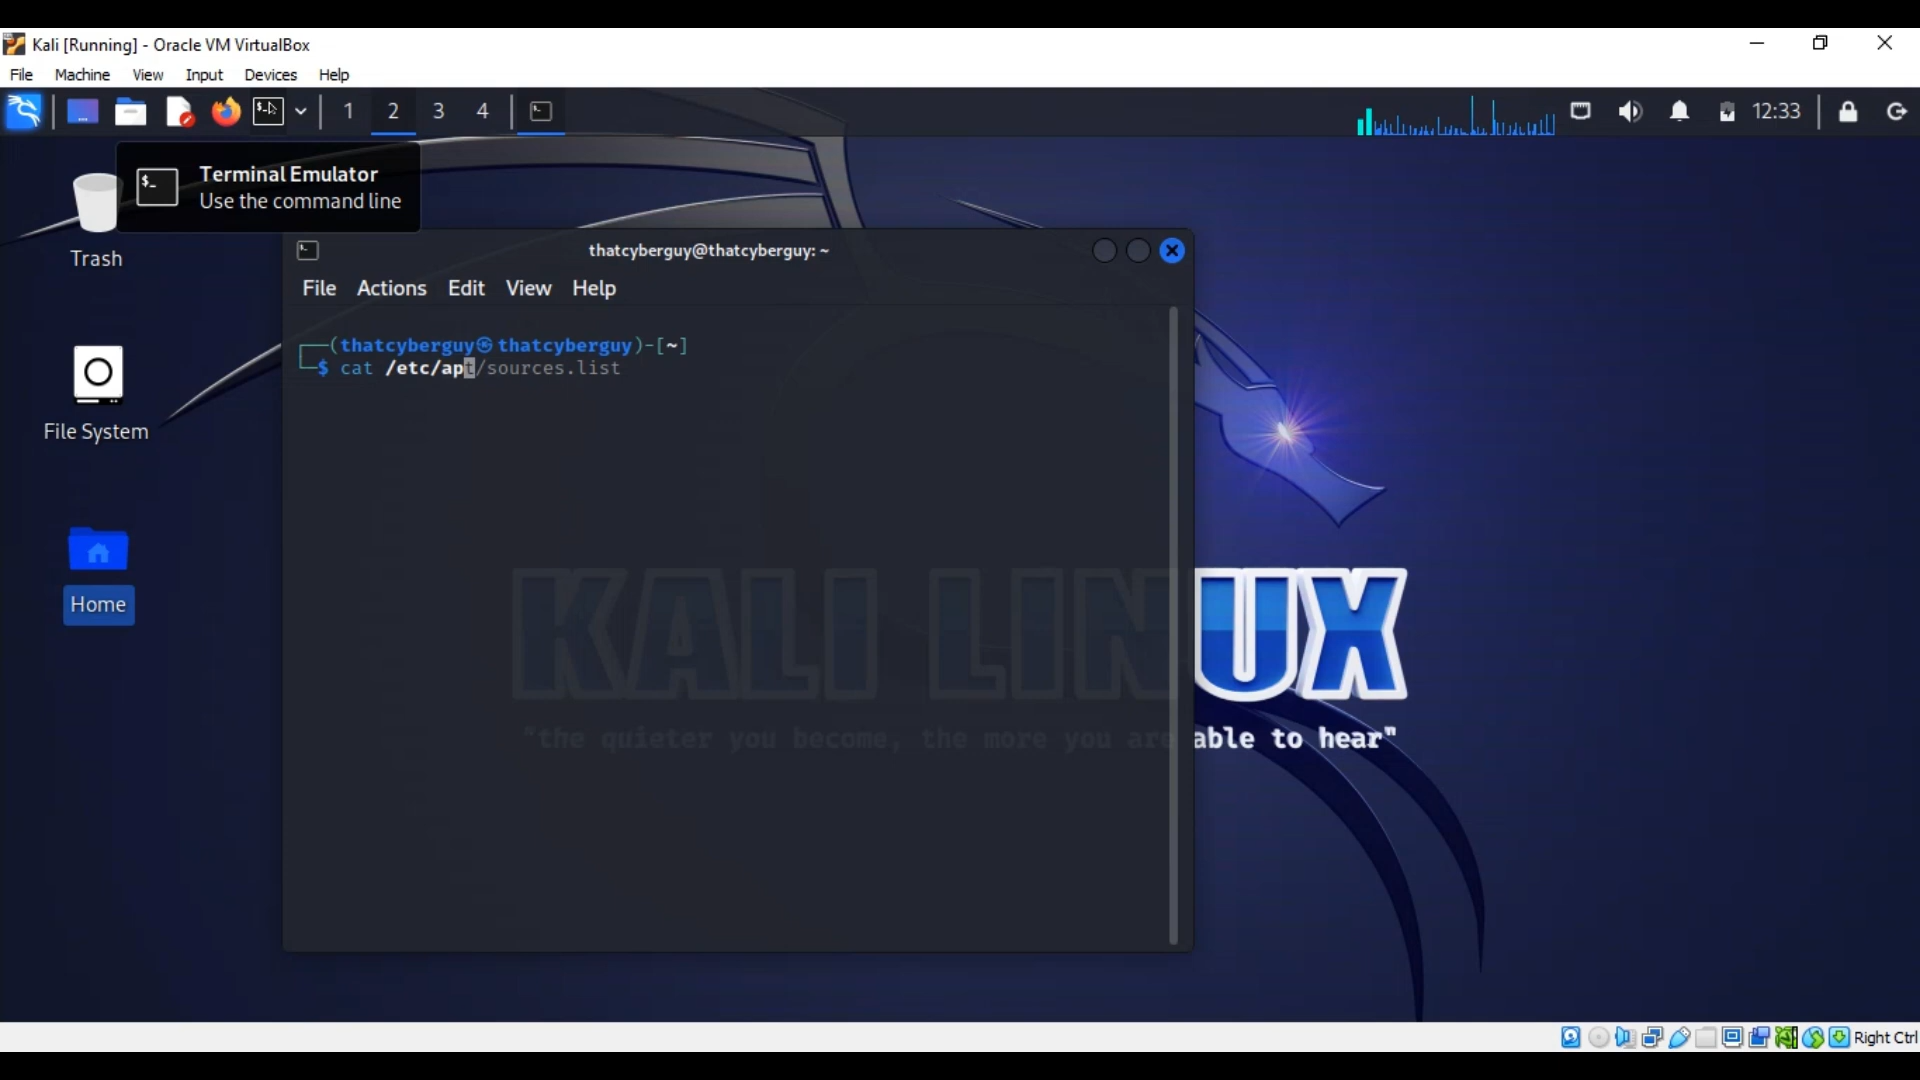 Kali [Running] - Oracle VM VirtualBox
File Machine View Input Devices Help
1 2 3 4 12:33
Terminal Emulator
Use the command line
Trash
thatcyberguy@thatcyberguy: ~
File Actions Edit View Help
┌──(thatcyberguy㉿thatcyberguy)-[~]
└─$ cat /etc/apt/sources.list
File System
Home
KALI LINUX
"the quieter you become, the more you are able to hear"
Right Ctrl